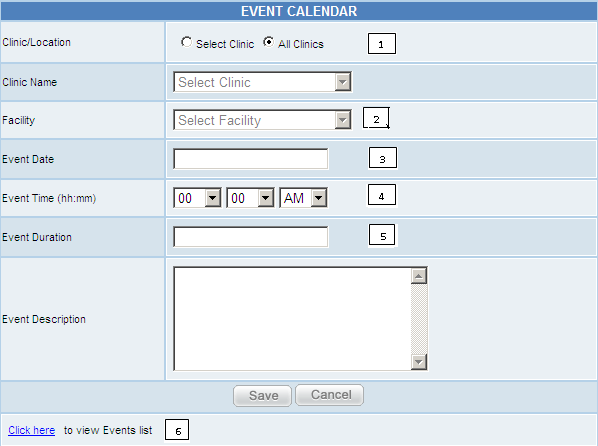 EVENT CALENDAR
Clinic/Location Select Clinic All Clinics 1
Clinic Name Select Clinic
Facility Select Facility 2
Event Date 3
Event Time (hh:mm) 00 00 AM 4
Event Duration 5
Event Description
Save Cancel
Click here to view Events list 6